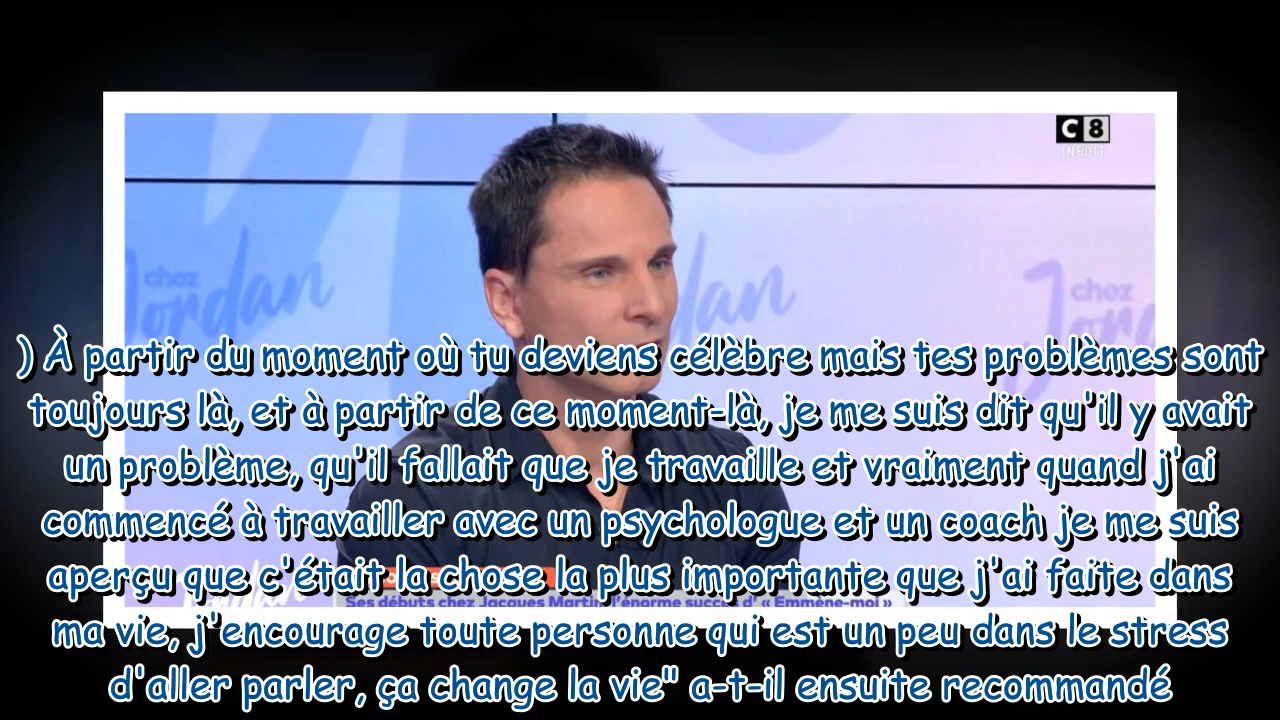 C8
INÉDIT
chez
Jordan
chez
) À partir du moment où tu deviens célèbre mais tes problèmes sont
toujours là, et à partir de ce moment-là, je me suis dit qu'il y avait
un problème, qu'il fallait que je travaille et vraiment quand j'ai
commencé à travailler avec un psychologue et un coach je me suis
aperçu que c'était la chose la plus importante que j'ai faite dans
Ses débuts chez Jacques Martin, l'énorme succès d' « Emmène-moi »
ma vie, j'encourage toute personne qui est un peu dans le stress
d'aller parler, ça change la vie" a-t-il ensuite recommandé